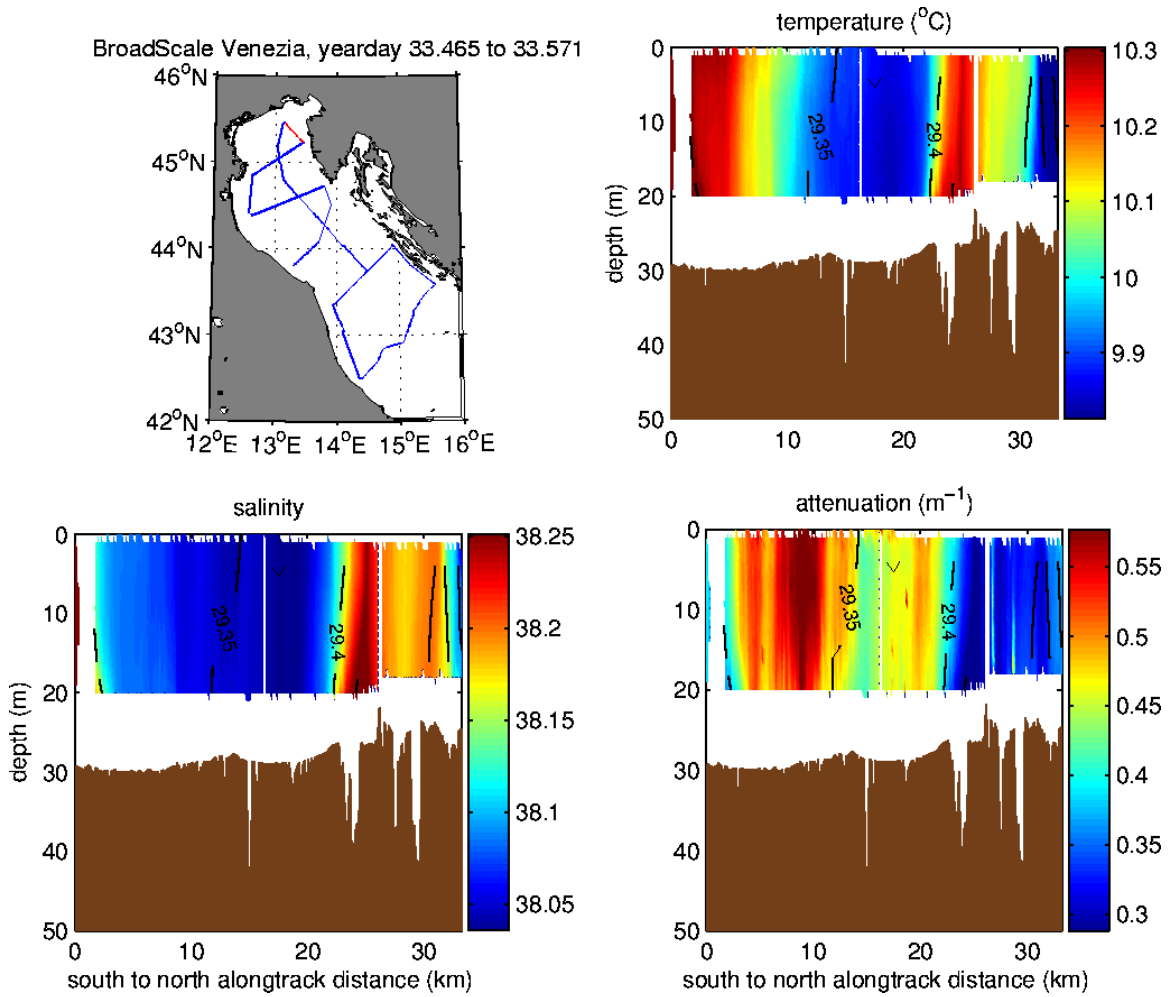 BroadScale Venezia, yearday 33.465 to 33.571
46°N
45°N
44°N
43°N
42°N
12°E 13°E 14°E 15°E 16°E
temperature (°C)
0
10
20
30
40
50
depth (m)
0 10 20 30
29.35
29.4
10.3
10.2
10.1
10
9.9
salinity
0
10
20
30
40
50
depth (m)
0 10 20 30
south to north alongtrack distance (km)
29.35
29.4
38.25
38.2
38.15
38.1
38.05
attenuation (m⁻¹)
0
10
20
30
40
50
0 10 20 30
south to north alongtrack distance (km)
29.35
29.4
0.55
0.5
0.45
0.4
0.35
0.3